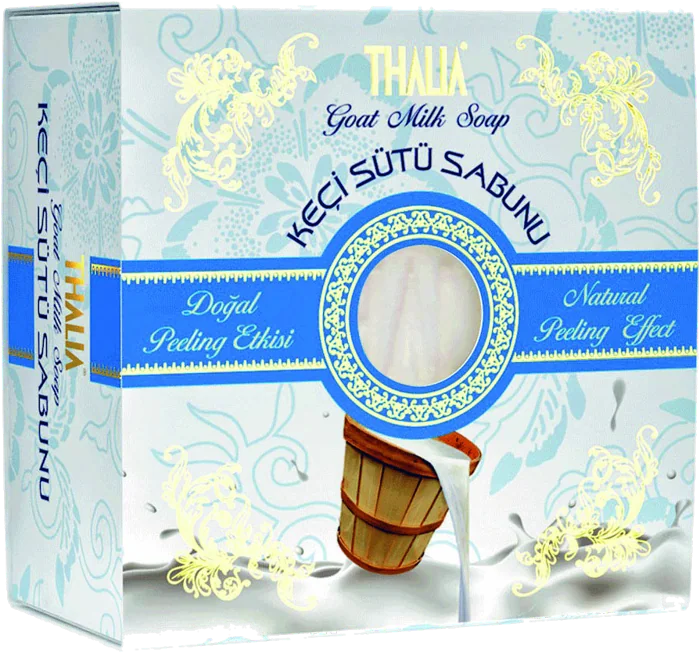 THALIA
Goat Milk Soap
KEÇİ SÜTÜ SABUNU
Doğal
Peeling Etkisi
Natural
Peeling Effect
THALIA
Goat Milk Soap
KEÇİ SÜTÜ SABUNU